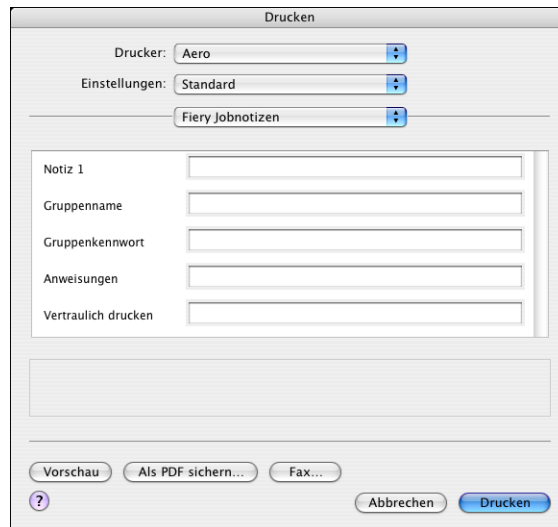 Drucken
Drucker: Aero
Einstellungen: Standard
Fiery Jobnotizen
Notiz 1
Gruppenname
Gruppenkennwort
Anweisungen
Vertraulich drucken
Vorschau Als PDF sichern... Fax...
? Abbrechen Drucken